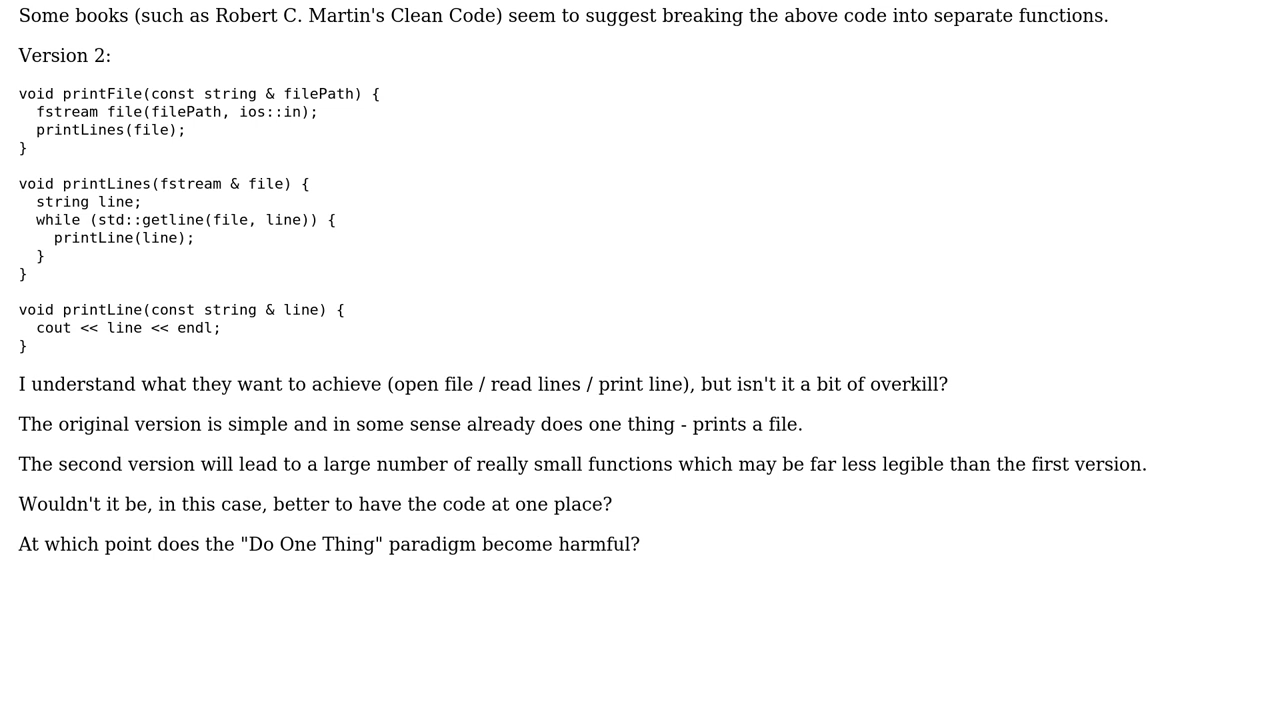 Some books (such as Robert C. Martin's Clean Code) seem to suggest breaking the above code into separate functions.
Version 2:
void printFile(const string & filePath) {
  fstream file(filePath, ios::in);
  printLines(file);
}
void printLines(fstream & file) {
  string line;
  while (std::getline(file, line)) {
    printLine(line);
  }
}
void printLine(const string & line) {
  cout << line << endl;
}
I understand what they want to achieve (open file / read lines / print line), but isn't it a bit of overkill?
The original version is simple and in some sense already does one thing - prints a file.
The second version will lead to a large number of really small functions which may be far less legible than the first version.
Wouldn't it be, in this case, better to have the code at one place?
At which point does the "Do One Thing" paradigm become harmful?